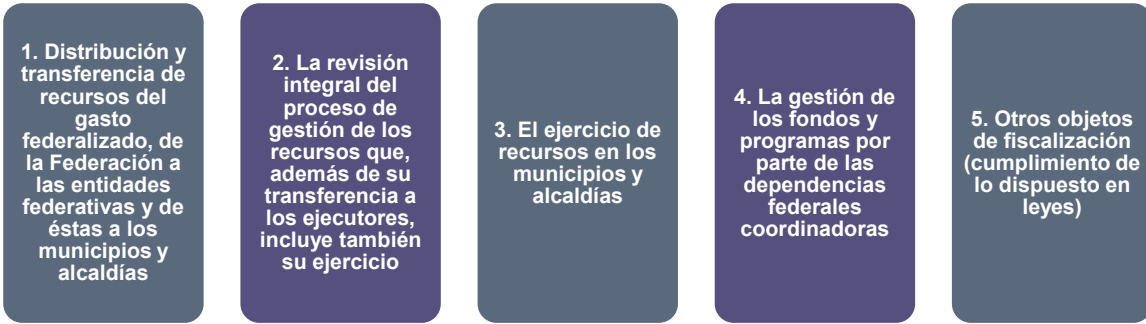 1. Distribución y
transferencia de
recursos del
gasto
federalizado, de
la Federación a
las entidades
federativas y de
éstas a los
municipios y
alcaldías
2. La revisión
integral del
proceso de
gestión de los
recursos que,
además de su
transferencia a
los ejecutores,
incluye también
su ejercicio
3. El ejercicio de
recursos en los
municipios y
alcaldías
4. La gestión de
los fondos y
programas por
parte de las
dependencias
federales
coordinadoras
5. Otros objetos
de fiscalización
(cumplimiento de
lo dispuesto en
leyes)